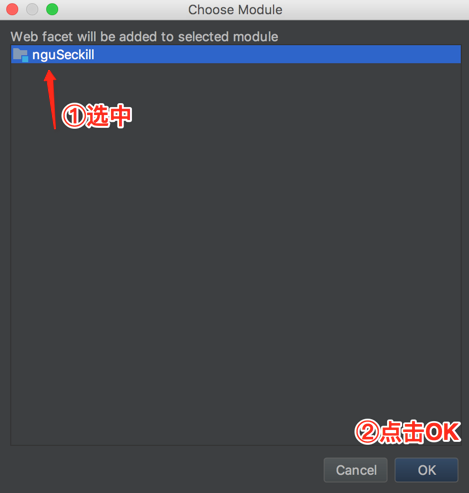 Choose Module
Web facet will be added to selected module
nguSeckill
①选中
②点击OK
Cancel
OK